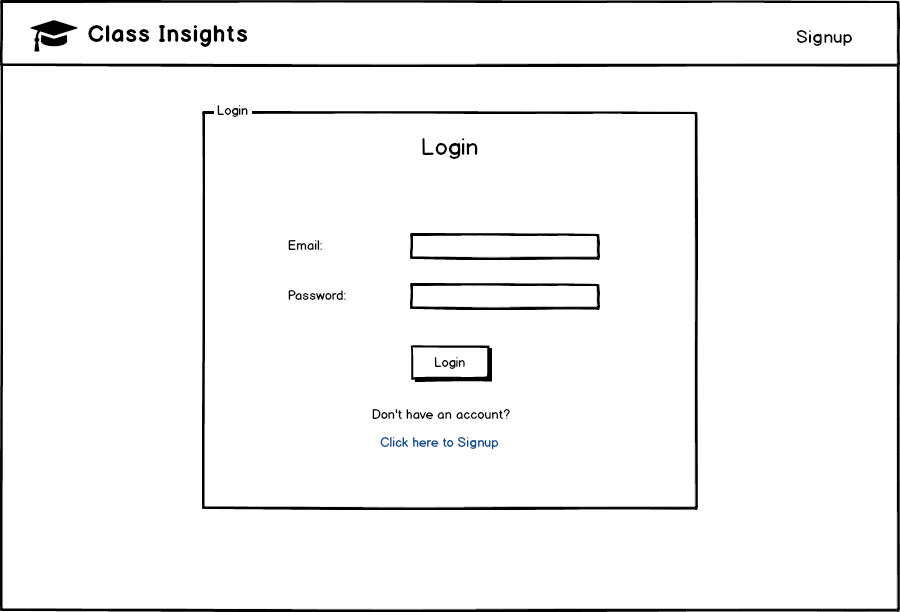 Class Insights
Signup
Login
Login
Email:
Password:
Login
Don't have an account?
Click here to Signup